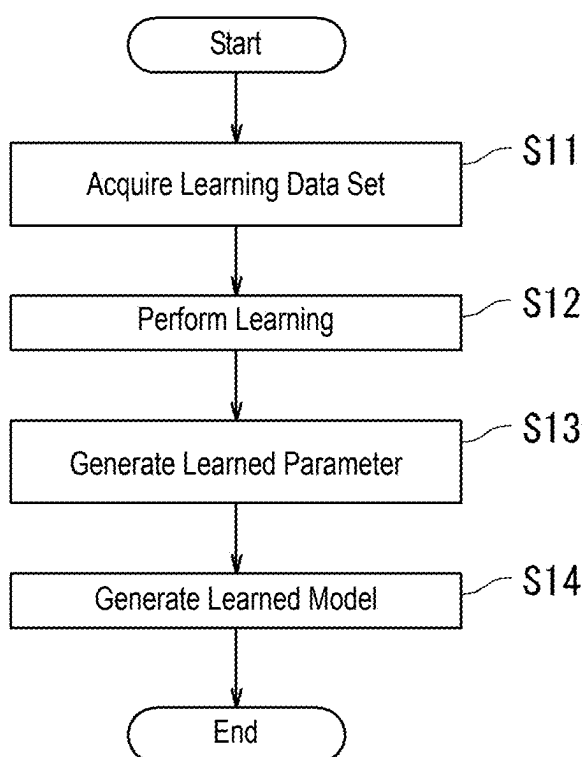 Start
Acquire Learning Data Set
S11
Perform Learning
S12
Generate Learned Parameter
S13
Generate Learned Model
S14
End